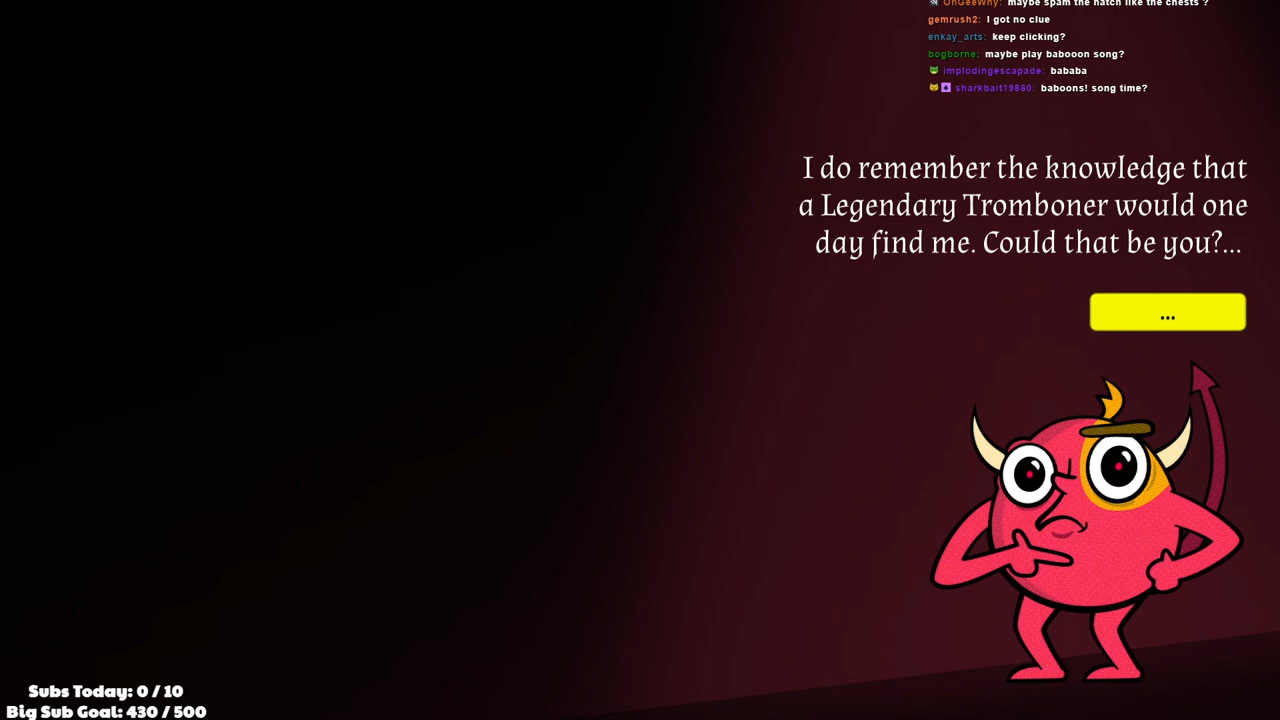 OhGeeWhy: maybe spam the hatch like the chests ?
gemrush2: I got no clue
enkay_arts: keep clicking?
bogborne: maybe play babooon song?
implodingescapade: bababa
sharkbait19860: baboons! song time?
I do remember the knowledge that
a Legendary Tromboner would one
day find me. Could that be you?...
...
Subs Today: 0 / 10
Big Sub Goal: 430 / 500